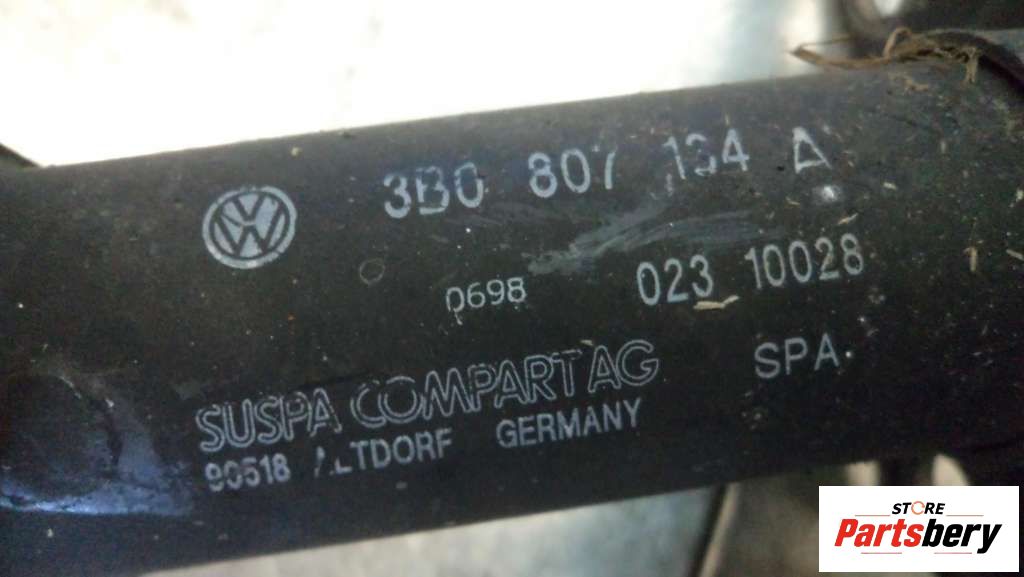 3B0 807 134 A
0698 023 10028
SUSPA COMPART AG SPA
90518 ALTDORF GERMANY
STORE
Partsbery